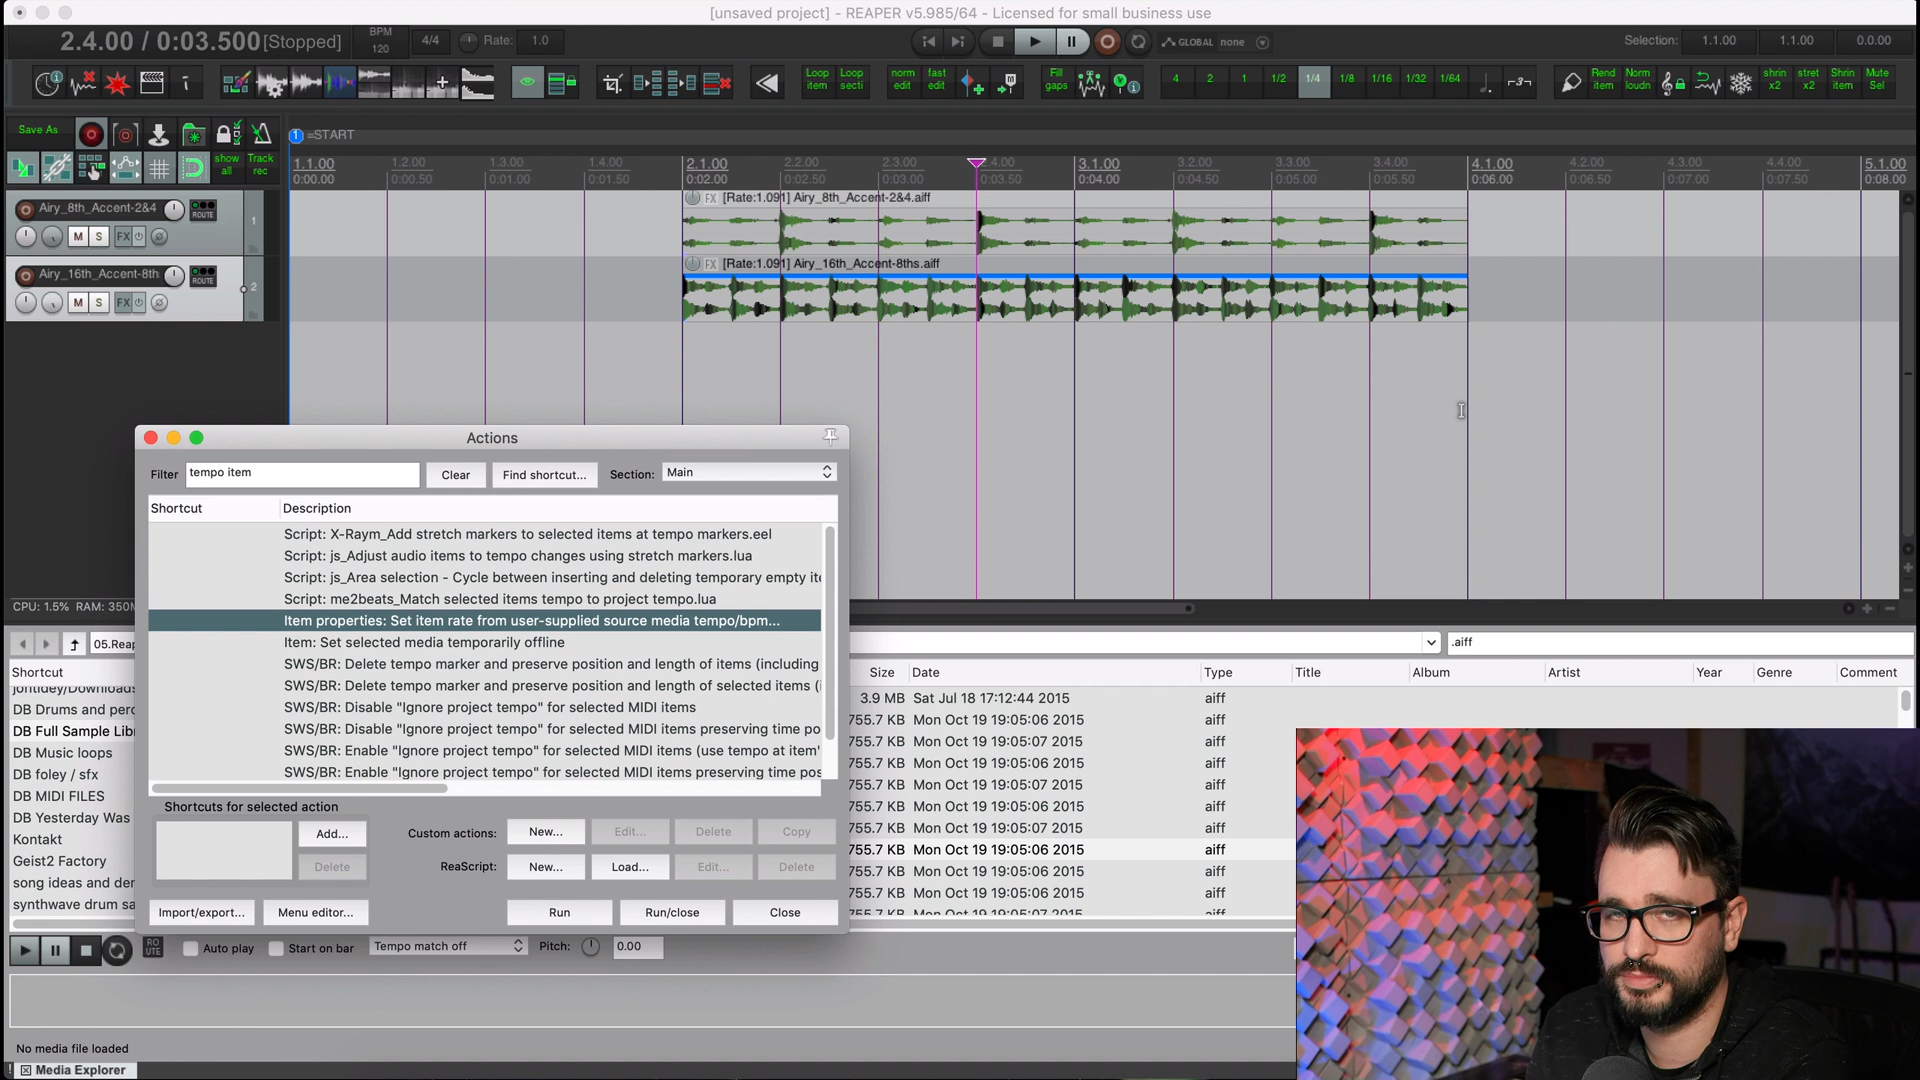 [unsaved project] - REAPER v5.985/64 - Licensed for small business use
2.4.00 / 0:03.500 [Stopped]
BPM
120
4/4
Rate:
1.0
GLOBAL none
Selection:
1.1.00
1.1.00
0.0.00
Loop
item
Loop
secti
norm
edit
fast
edit
Fill
gaps
4
2
1
1/2
1/4
1/8
1/16
1/32
1/64
-3-
Rend
item
Norm
loudn
shrin
x2
stret
x2
Shrin
item
Mute
Sel
Save As
show
all
Track
rec
1 =START
1.1.00
0:00.00
1.2.00
0:00.50
1.3.00
0:01.00
1.4.00
0:01.50
2.1.00
0:02.00
2.2.00
0:02.50
2.3.00
0:03.00
4.00
0:03.50
3.1.00
0:04.00
3.2.00
0:04.50
3.3.00
0:05.00
3.4.00
0:05.50
4.1.00
0:06.00
4.2.00
0:06.50
4.3.00
0:07.00
4.4.00
0:07.50
5.1.00
0:08.00
Airy_8th_Accent-2&4
ROUTE
1
M S FX
Airy_16th_Accent-8th
ROUTE
2
M S FX
FX [Rate:1.091] Airy_8th_Accent-2&4.aiff
FX [Rate:1.091] Airy_16th_Accent-8ths.aiff
Actions
Filter
tempo item
Clear
Find shortcut...
Section:
Main
Shortcut
Description
Script: X-Raym_Add stretch markers to selected items at tempo markers.eel
Script: js_Adjust audio items to tempo changes using stretch markers.lua
Script: js_Area selection - Cycle between inserting and deleting temporary empty it
Script: me2beats_Match selected items tempo to project tempo.lua
Item properties: Set item rate from user-supplied source media tempo/bpm...
Item: Set selected media temporarily offline
SWS/BR: Delete tempo marker and preserve position and length of items (including
SWS/BR: Delete tempo marker and preserve position and length of selected items (
SWS/BR: Disable "Ignore project tempo" for selected MIDI items
SWS/BR: Disable "Ignore project tempo" for selected MIDI items preserving time po
SWS/BR: Enable "Ignore project tempo" for selected MIDI items (use tempo at item'
SWS/BR: Enable "Ignore project tempo" for selected MIDI items preserving time pos
Shortcuts for selected action
Add...
Delete
Custom actions:
New...
Edit...
Delete
Copy
ReaScript:
New...
Load...
Edit...
Delete
Import/export...
Menu editor...
Run
Run/close
Close
CPU: 1.5% RAM: 350M
05.Reap
.aiff
Shortcut
jontidey/Downloads
DB Drums and perc
DB Full Sample Libr
DB Music loops
DB foley / sfx
DB MIDI FILES
DB Yesterday Was
Kontakt
Geist2 Factory
song ideas and der
synthwave drum sa
Size Date Type Title Album Artist Year Genre Comment
3.9 MB Sat Jul 18 17:12:44 2015 aiff
755.7 KB Mon Oct 19 19:05:06 2015 aiff
755.7 KB Mon Oct 19 19:05:07 2015 aiff
755.7 KB Mon Oct 19 19:05:06 2015 aiff
755.7 KB Mon Oct 19 19:05:07 2015 aiff
755.7 KB Mon Oct 19 19:05:06 2015 aiff
755.7 KB Mon Oct 19 19:05:07 2015 aiff
755.7 KB Mon Oct 19 19:05:06 2015 aiff
755.7 KB Mon Oct 19 19:05:06 2015 aiff
755.7 KB Mon Oct 19 19:05:06 2015 aiff
755.7 KB Mon Oct 19 19:05:07 2015 aiff
RO
UTE
Auto play
Start on bar
Tempo match off
Pitch:
0.00
No media file loaded
! Media Explorer